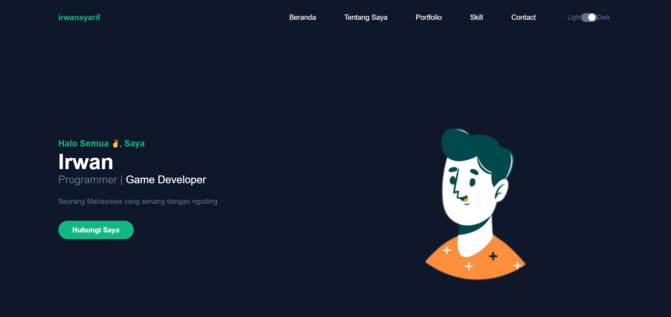 irwansyarif
Beranda Tentang Saya Portfolio Skill Contact Light Dark
Halo Semua ✌, Saya
Irwan
Programmer | Game Developer
Seorang Mahasiswa yang senang dengan ngoding
Hubungi Saya